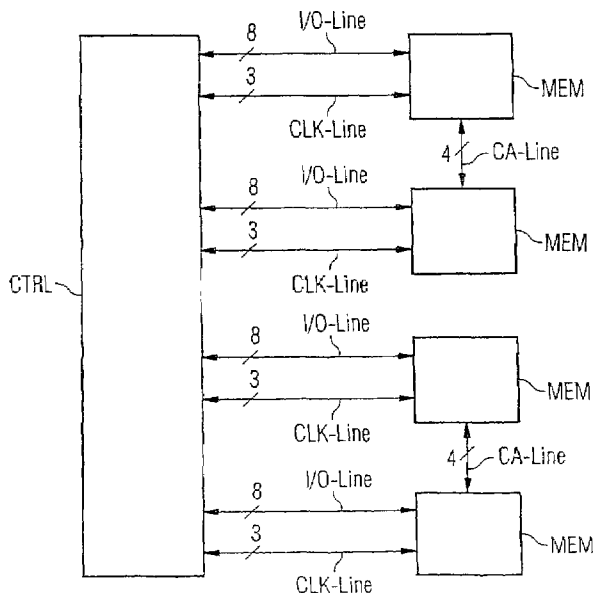 8 I/O-Line
3
CLK-Line
MEM
4 CA-Line
8 I/O-Line
3
CLK-Line
MEM
CTRL
8 I/O-Line
3
CLK-Line
MEM
4 CA-Line
8 I/O-Line
3
CLK-Line
MEM